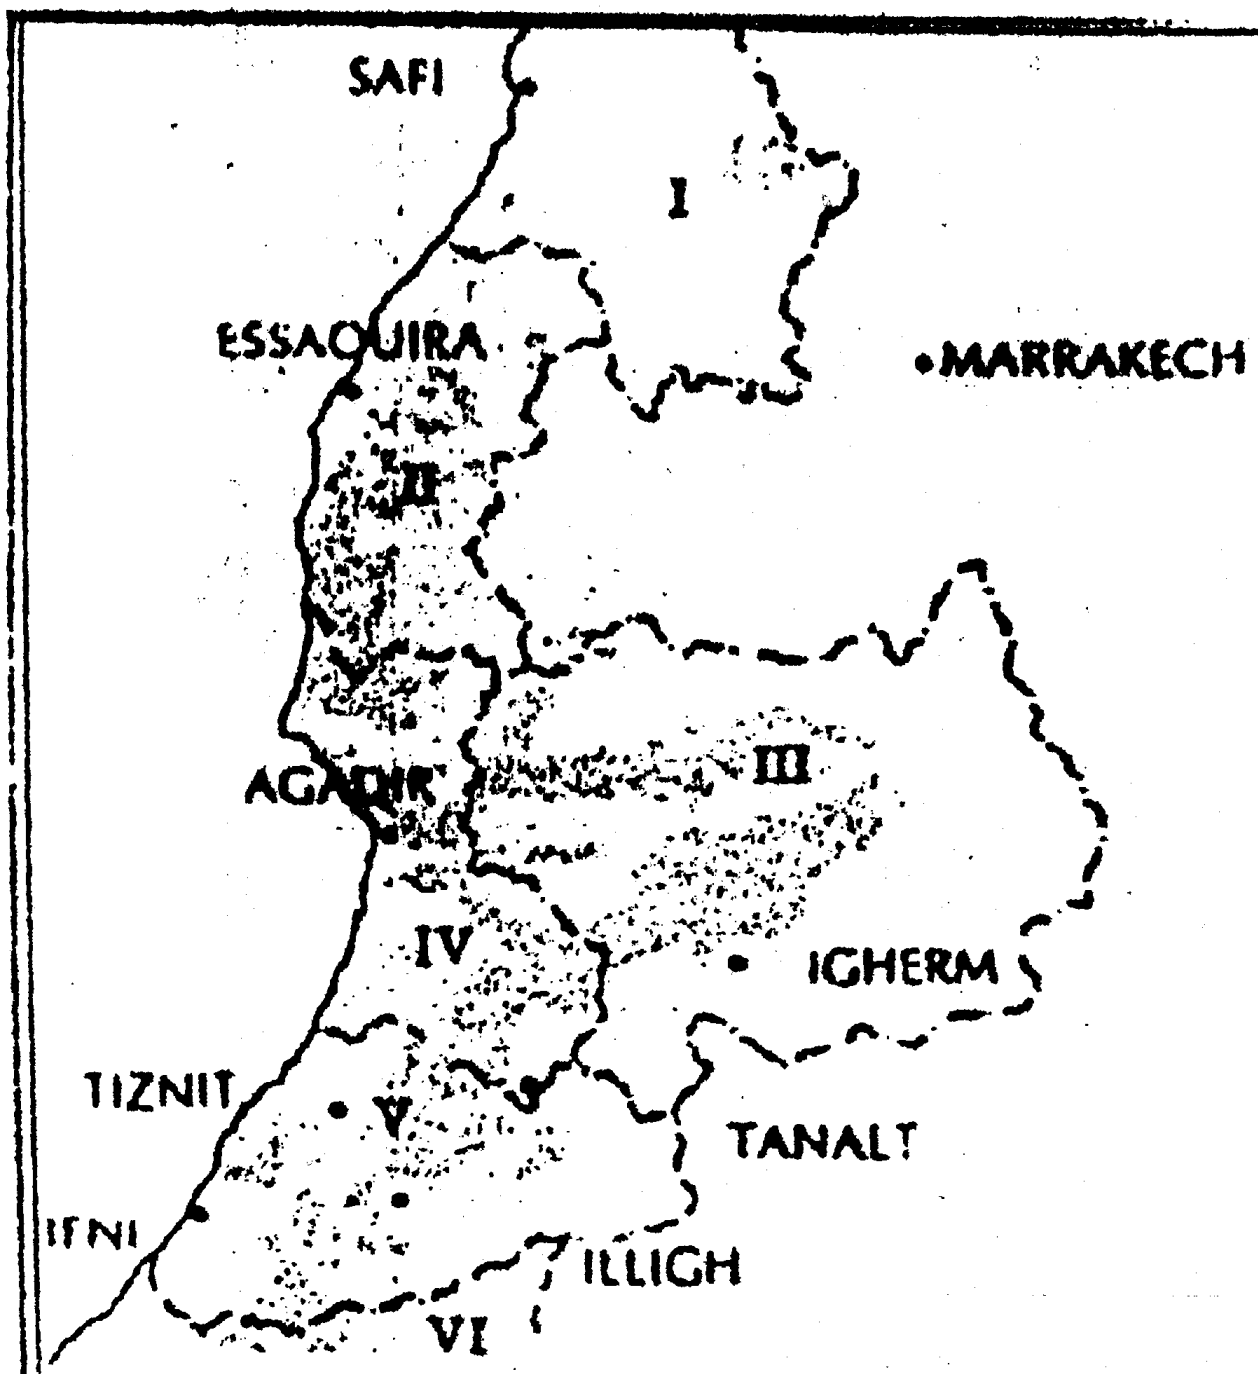 SAFI
I
ESSAOUIRA
MARRAKECH
II
III
AGADIR
IV
IGHERM
TIZNIT
V
TANALT
IFNI
ILLIGH
VI